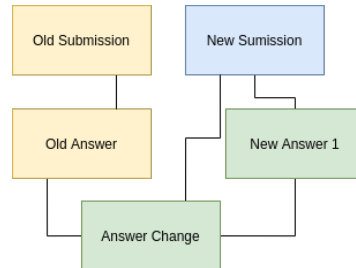 Old Submission
New Sumission
Old Answer
New Answer 1
Answer Change